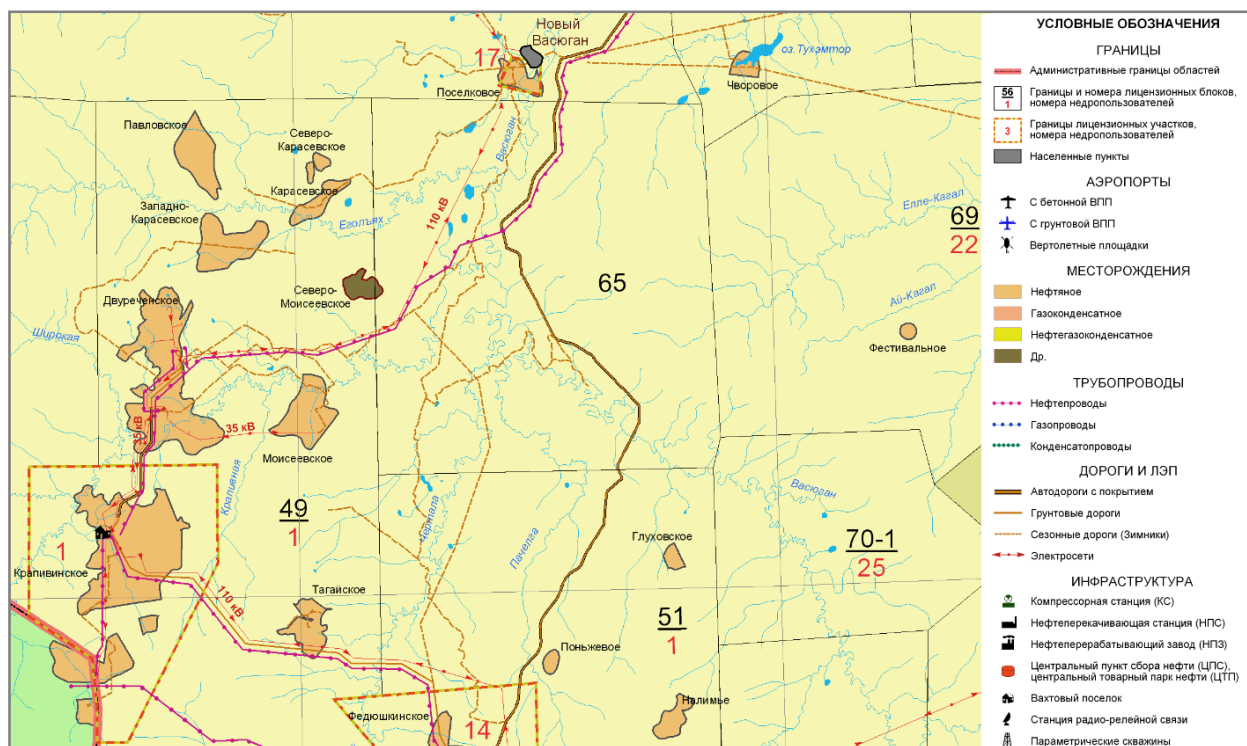 Новый
Васюган
17
оз.Тухэмтор
Поселковое
Чворовое
Павловское
Северо-
Карасевское
Васюган
Карасевское
Западно-
Карасевское
Еголъях
110 кВ
Елле-Кагал
69
22
Северо-
Моисеевское
65
Двуреченское
Ай-Кагал
Широкая
Фестивальное
35 кВ
35 кВ
Моисеевское
Крапивная
Васюган
49
1
Чертала
Пачелга
Глуховское
70-1
25
1
Крапивинское
110 кВ
Тагайское
51
1
Поньжевое
Налимье
Федюшкинское
14
УСЛОВНЫЕ ОБОЗНАЧЕНИЯ
ГРАНИЦЫ
Административные границы областей
56
1
Границы и номера лицензионных блоков,
номера недропользователей
3
Границы лицензионных участков,
номера недропользователей
Населенные пункты
АЭРОПОРТЫ
С бетонной ВПП
С грунтовой ВПП
Вертолетные площадки
МЕСТОРОЖДЕНИЯ
Нефтяное
Газоконденсатное
Нефтегазоконденсатное
Др.
ТРУБОПРОВОДЫ
Нефтепроводы
Газопроводы
Конденсатопроводы
ДОРОГИ И ЛЭП
Автодороги с покрытием
Грунтовые дороги
Сезонные дороги (Зимники)
Электросети
ИНФРАСТРУКТУРА
Компрессорная станция (КС)
Нефтеперекачивающая станция (НПС)
Нефтеперерабатывающий завод (НПЗ)
Центральный пункт сбора нефти (ЦПС),
центральный товарный парк нефти (ЦТП)
Вахтовый поселок
Станция радио-релейной связи
Параметрические скважины